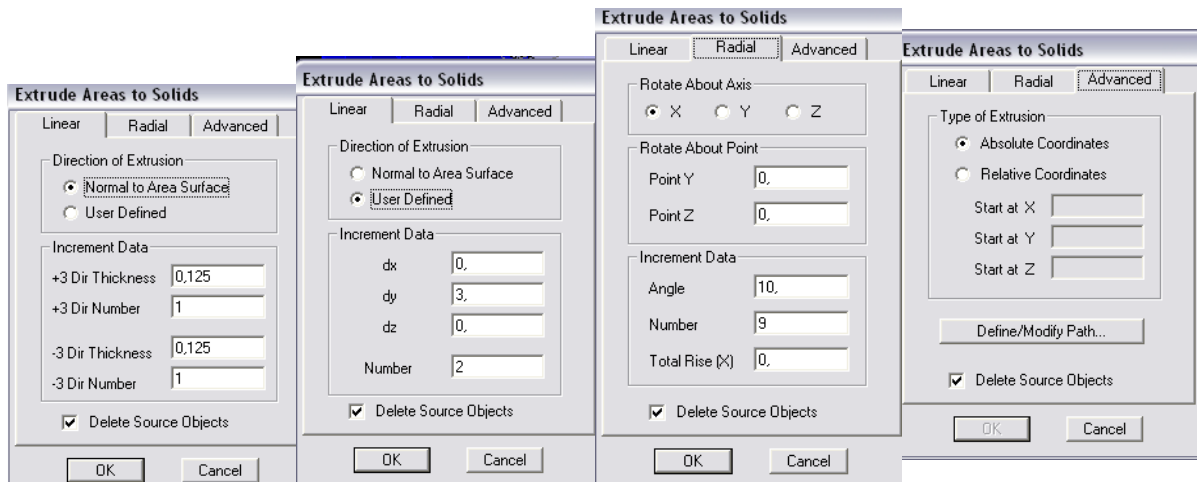 Extrude Areas to Solids
Linear Radial Advanced
Direction of Extrusion
Normal to Area Surface
User Defined
Increment Data
+3 Dir Thickness 0,125
+3 Dir Number 1
-3 Dir Thickness 0,125
-3 Dir Number 1
Delete Source Objects
OK Cancel
Extrude Areas to Solids
Linear Radial Advanced
Direction of Extrusion
Normal to Area Surface
User Defined
Increment Data
dx 0,
dy 3,
dz 0,
Number 2
Delete Source Objects
OK Cancel
Extrude Areas to Solids
Linear Radial Advanced
Rotate About Axis
X Y Z
Rotate About Point
Point Y 0,
Point Z 0,
Increment Data
Angle 10,
Number 9
Total Rise (X) 0,
Delete Source Objects
OK Cancel
Extrude Areas to Solids
Linear Radial Advanced
Type of Extrusion
Absolute Coordinates
Relative Coordinates
Start at X
Start at Y
Start at Z
Define/Modify Path...
Delete Source Objects
OK Cancel